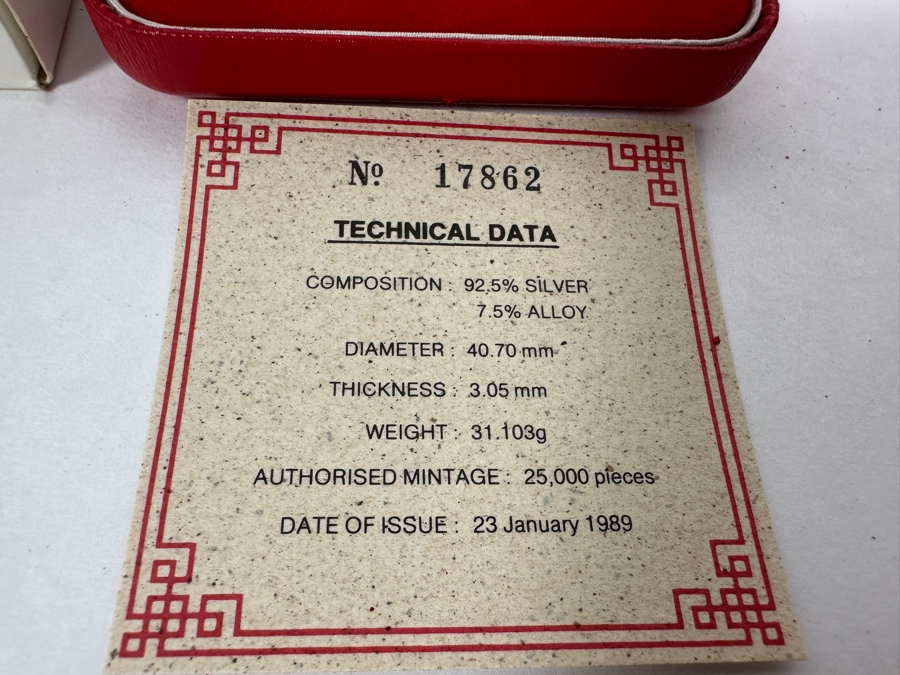 Nº 17862
TECHNICAL DATA
COMPOSITION : 92.5% SILVER
7.5% ALLOY
DIAMETER : 40.70 mm
THICKNESS : 3.05 mm
WEIGHT : 31.103g
AUTHORISED MINTAGE : 25,000 pieces
DATE OF ISSUE : 23 January 1989